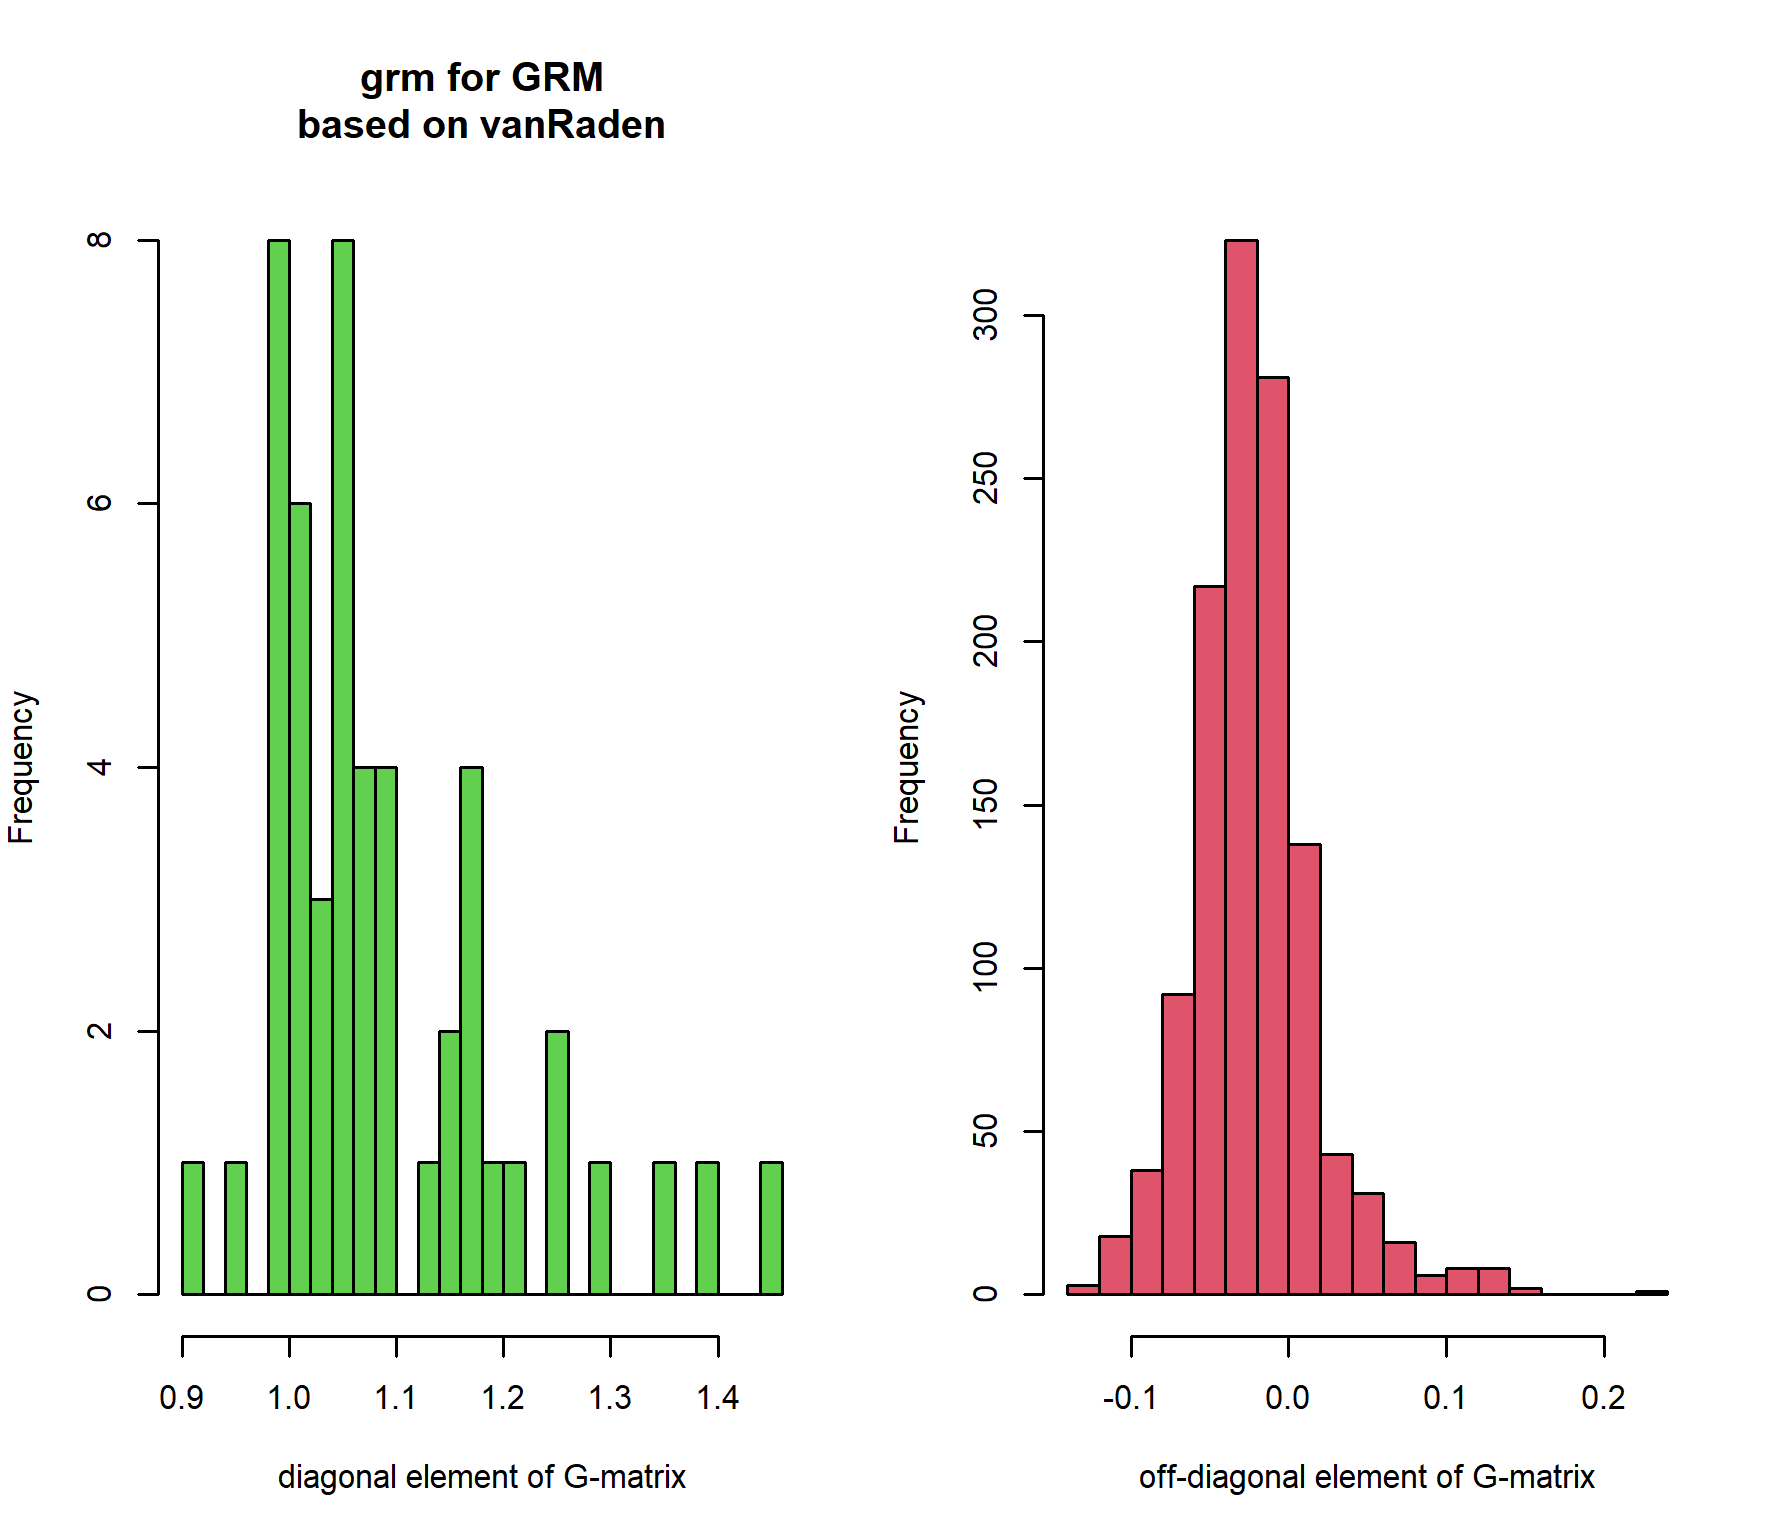 grm for GRM
based on vanRaden
Frequency
8
6
4
2
0
0.9 1.0 1.1 1.2 1.3 1.4
diagonal element of G-matrix
Frequency
300
250
200
150
100
50
0
-0.1 0.0 0.1 0.2
off-diagonal element of G-matrix